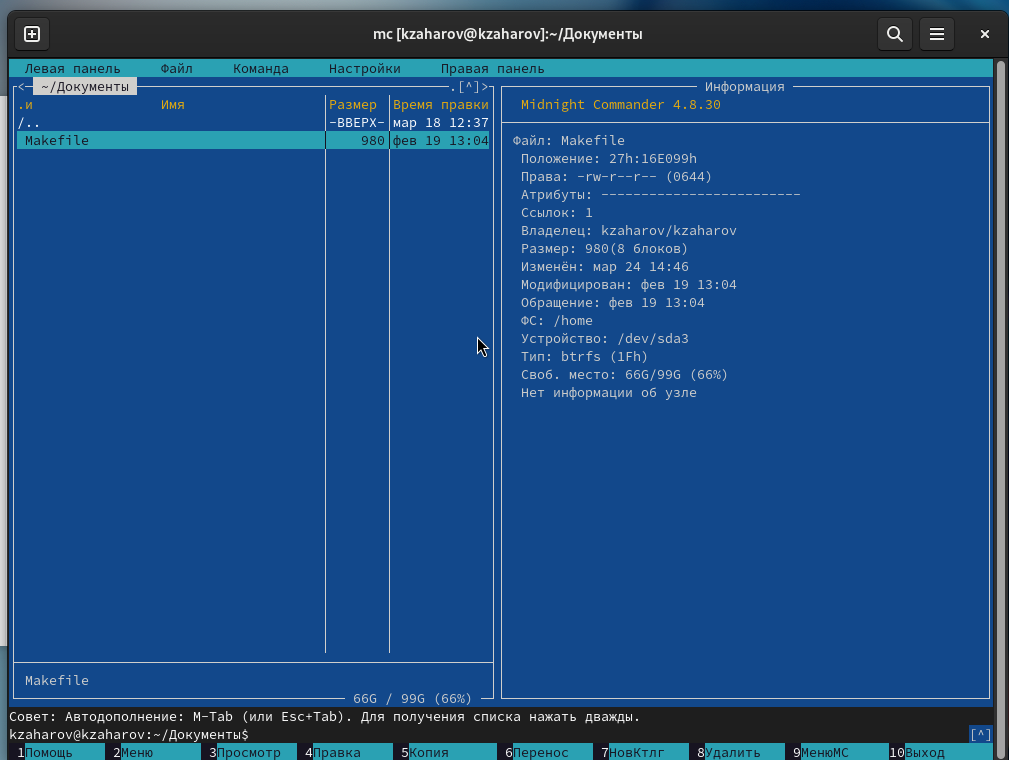 mc [kzaharov@kzaharov]:~/Документы
Левая панель Файл Команда Настройки Правая панель
<─ ~/Документы .[^]>
Информация
.и Имя Размер Время правки
/.. -ВВЕРХ- мар 18 12:37
Makefile 980 фев 19 13:04
Makefile
66G / 99G (66%)
Midnight Commander 4.8.30
Файл: Makefile
Положение: 27h:16E099h
Права: -rw-r--r-- (0644)
Атрибуты: -------------------------
Ссылок: 1
Владелец: kzaharov/kzaharov
Размер: 980(8 блоков)
Изменён: мар 24 14:46
Модифицирован: фев 19 13:04
Обращение: фев 19 13:04
ФС: /home
Устройство: /dev/sda3
Тип: btrfs (1Fh)
Своб. место: 66G/99G (66%)
Нет информации об узле
Совет: Автодополнение: M-Tab (или Esc+Tab). Для получения списка нажать дважды.
kzaharov@kzaharov:~/Документы$ [^]
1Помощь 2Меню 3Просмотр 4Правка 5Копия 6Перенос 7НовКтлг 8Удалить 9МенюMC 10Выход